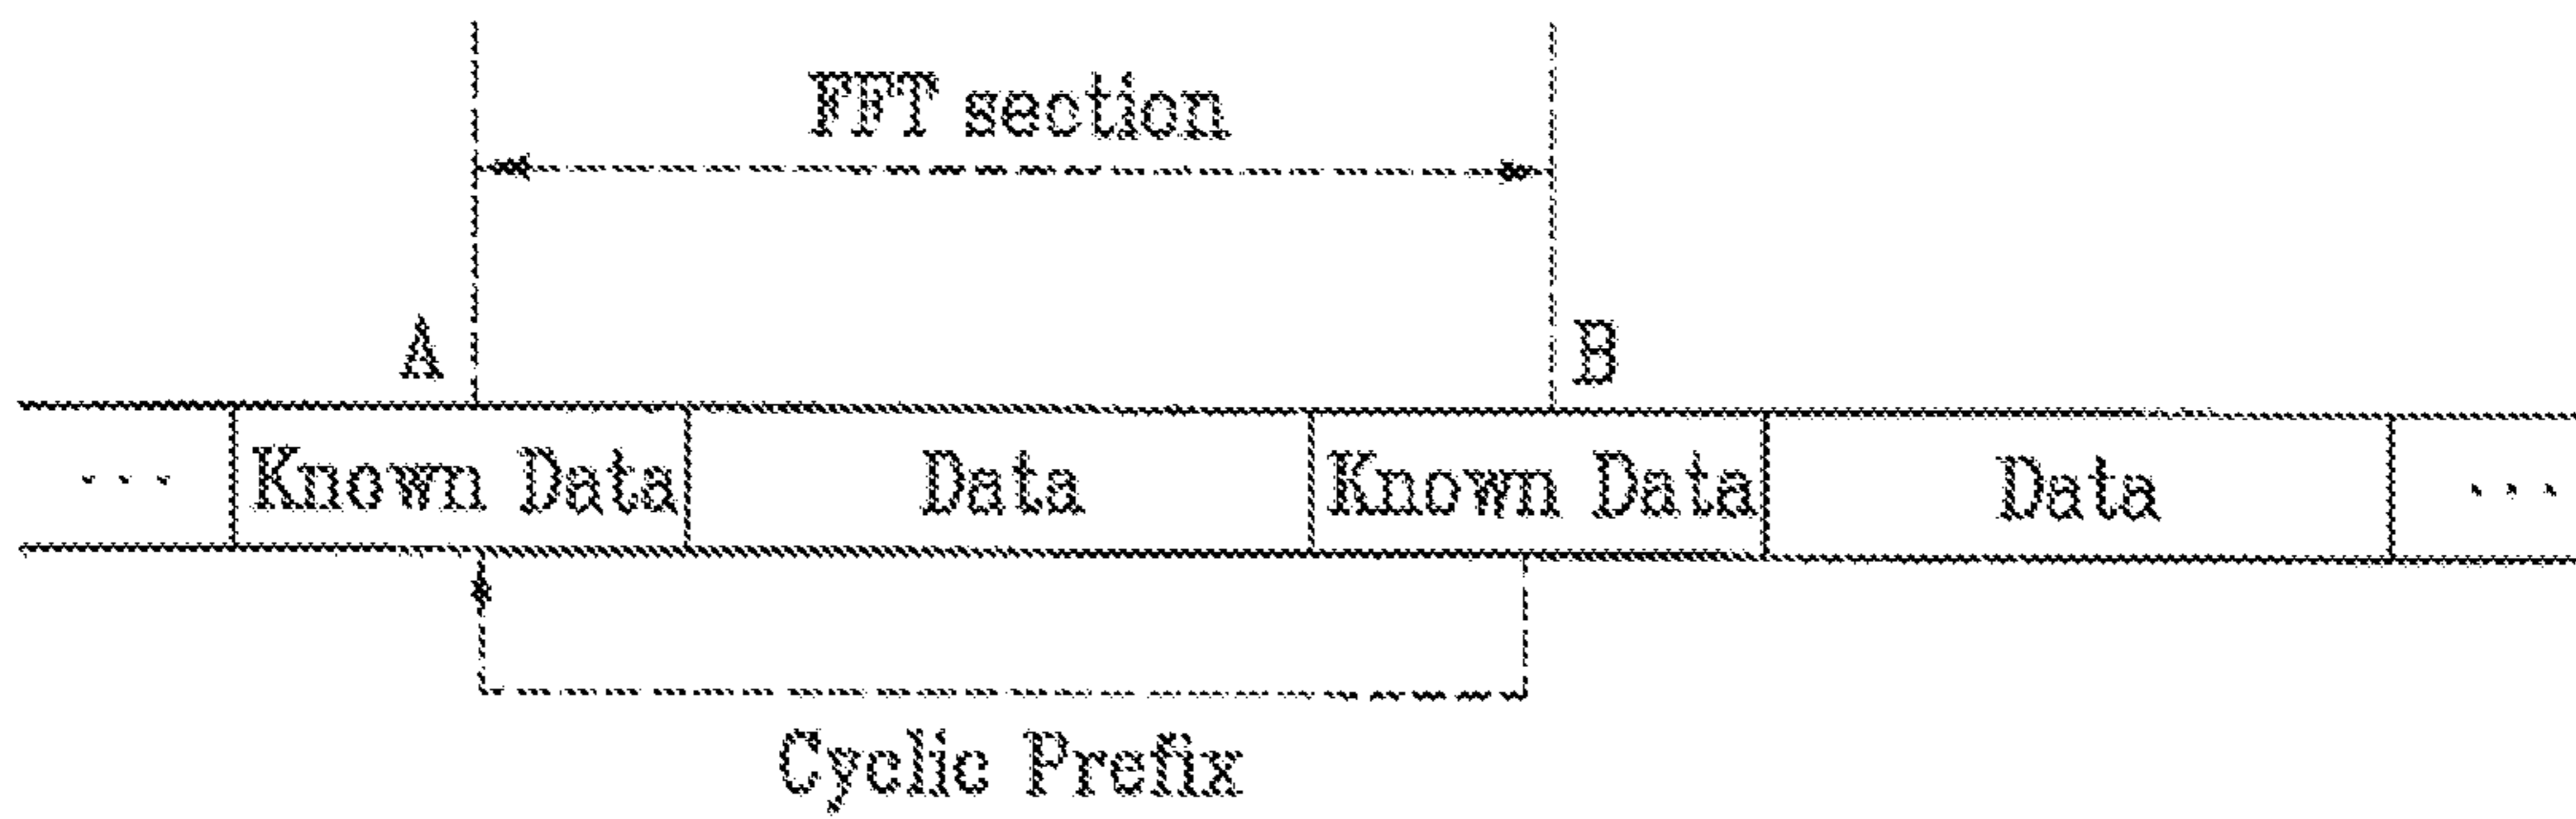 FFT section
A B
... Known Data Data Known Data Data ...
Cyclic Prefix